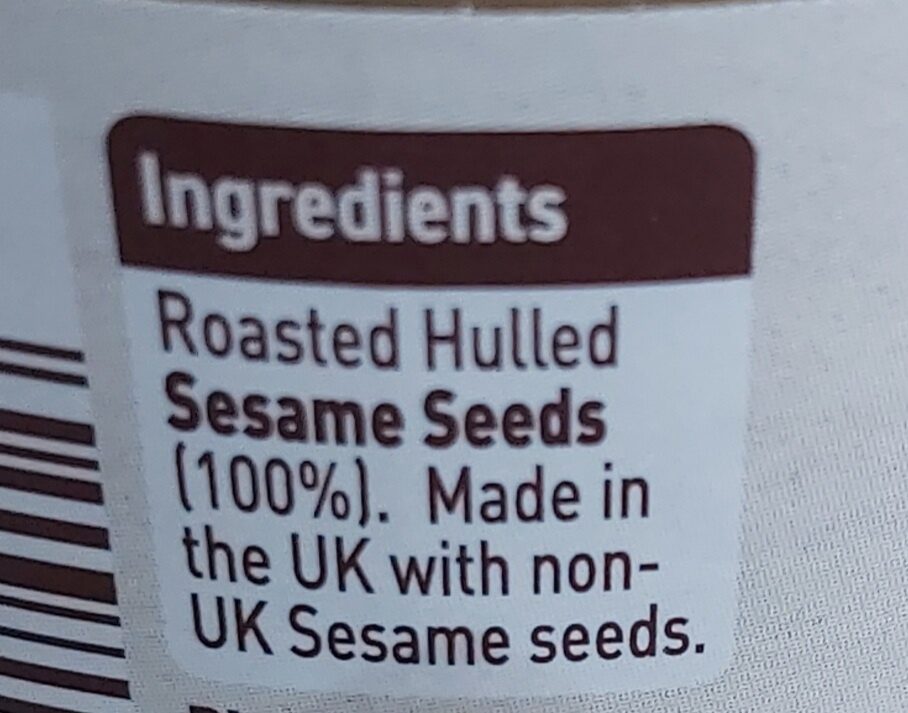 Ingredients
Roasted Hulled
Sesame Seeds
(100%). Made in
the UK with non-
UK Sesame seeds.